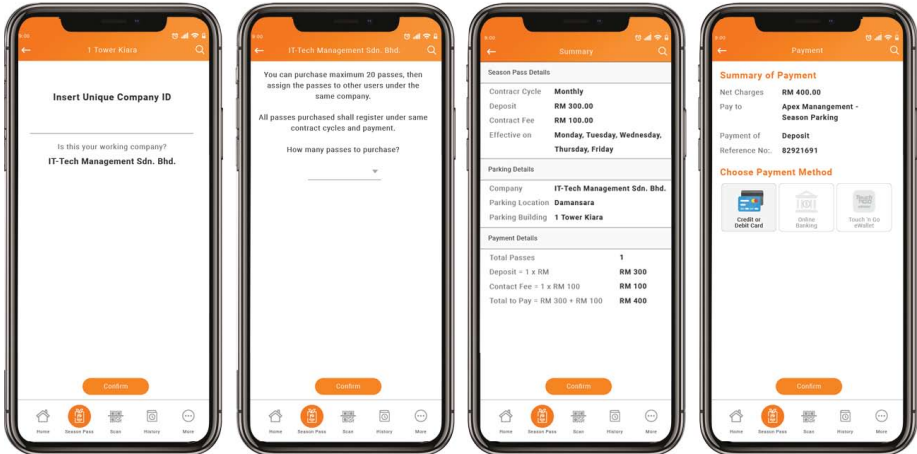 9:05
1 Tower Kiara
Insert Unique Company ID
Is this your working company?
IT-Tech Management Sdn. Bhd.
Confirm
Home Season Pass Scan History More
9:05
IT-Tech Management Sdn. Bhd.
You can purchase maximum 20 passes, then
assign the passes to other users under the
same company.
All passes purchased shall register under same
contract cycles and payment.
How many passes to purchase?
Confirm
Home Season Pass Scan History More
9:05
Summary
Season Pass Details
Contracr Cycle Monthly
Deposit RM 300.00
Contract Fee RM 100.00
Effective on Monday, Tuesday, Wednesday,
Thursday, Friday
Parking Details
Company IT-Tech Management Sdn. Bhd.
Parking Location Damansara
Parking Building 1 Tower Kiara
Payment Details
Total Passes 1
Deposit = 1 x RM RM 300
Contact Fee = 1 x RM 100 RM 100
Total to Pay = RM 300 + RM 100 RM 400
Confirm
Home Season Pass Scan History More
9:05
Payment
Summary of Payment
Net Charges RM 400.00
Pay to Apex Manangement -
Season Parking
Payment of Deposit
Reference No:. 82921691
Choose Payment Method
Credit or
Debit Card
Online
Banking
Touch 'n Go
eWallet
Confirm
Home Season Pass Scan History More